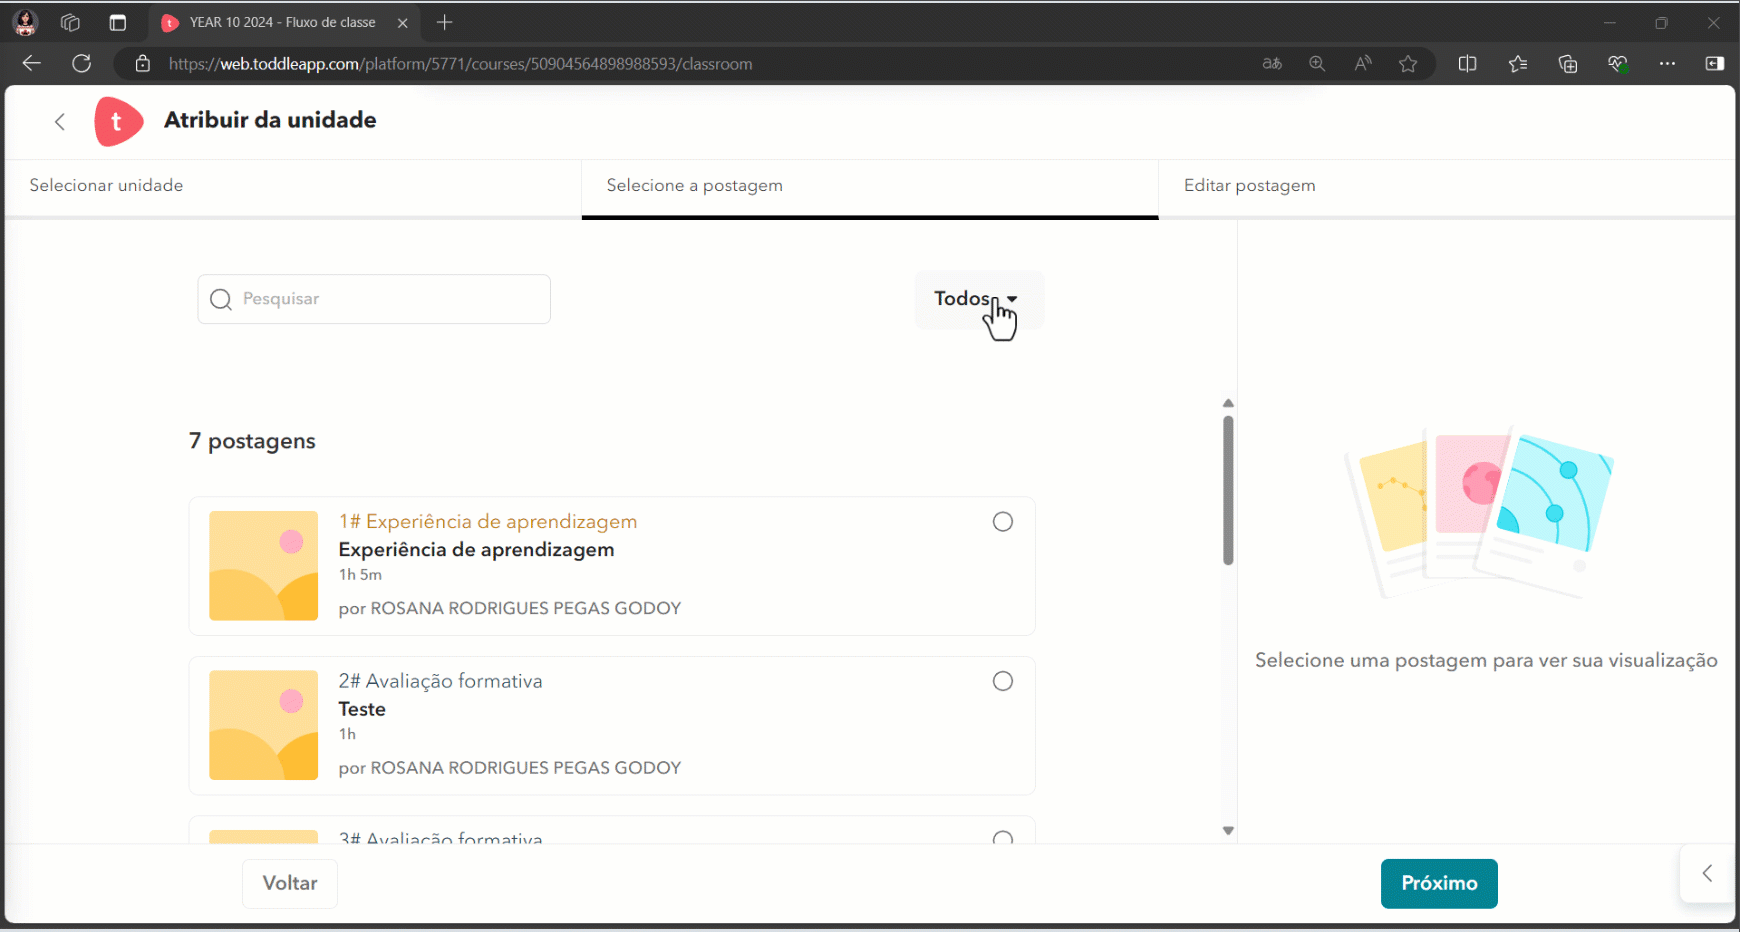 YEAR 10 2024 - Fluxo de classe
https://web.toddleapp.com/platform/5771/courses/50904564898988593/classroom
t
Atribuir da unidade
Selecionar unidade
Selecione a postagem
Editar postagem
Pesquisar
Todos
7 postagens
1# Experiência de aprendizagem
Experiência de aprendizagem
1h 5m
por ROSANA RODRIGUES PEGAS GODOY
2# Avaliação formativa
Teste
1h
por ROSANA RODRIGUES PEGAS GODOY
3# Avaliação formativa
Selecione uma postagem para ver sua visualização
Voltar
Próximo